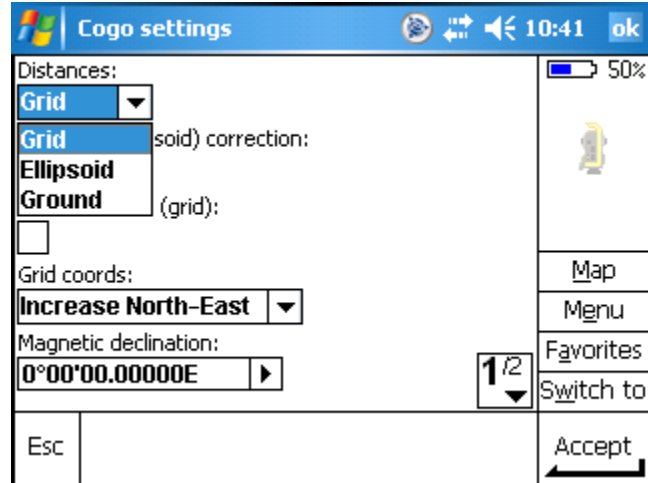 Cogo settings
10:41
ok
Distances:
50%
Grid
Grid
soid) correction:
Ellipsoid
Ground
(grid):
Grid coords:
Map
Increase North-East
Menu
Magnetic declination:
Favorites
0°00'00.00000E
1/2
Switch to
Esc
Accept